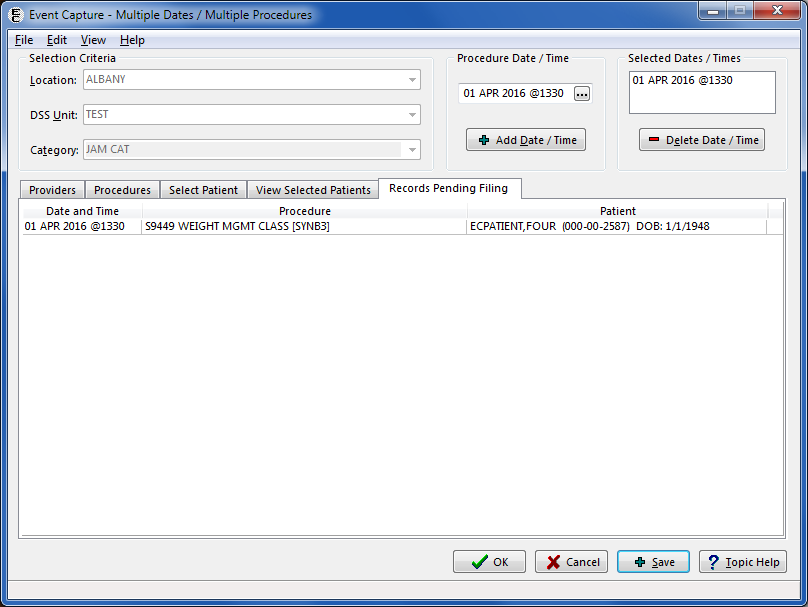 Event Capture - Multiple Dates / Multiple Procedures
File Edit View Help
Selection Criteria
Location: ALBANY
DSS Unit: TEST
Category: JAM CAT
Procedure Date / Time
01 APR 2016 @1330 ...
Add Date / Time
Selected Dates / Times
01 APR 2016 @1330
Delete Date / Time
Providers Procedures Select Patient View Selected Patients Records Pending Filing
Date and Time Procedure Patient
01 APR 2016 @1330 S9449 WEIGHT MGMT CLASS [SYNB3] ECPATIENT,FOUR (000-00-2587) DOB: 1/1/1948
OK Cancel Save ? Topic Help